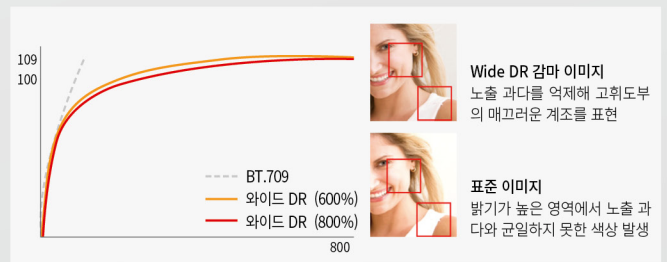 109
100
BT.709
와이드 DR (600%)
와이드 DR (800%)
800
Wide DR 감마 이미지
노출 과다를 억제해 고휘도부
의 매끄러운 계조를 표현
표준 이미지
밝기가 높은 영역에서 노출 과
다와 균일하지 못한 색상 발생